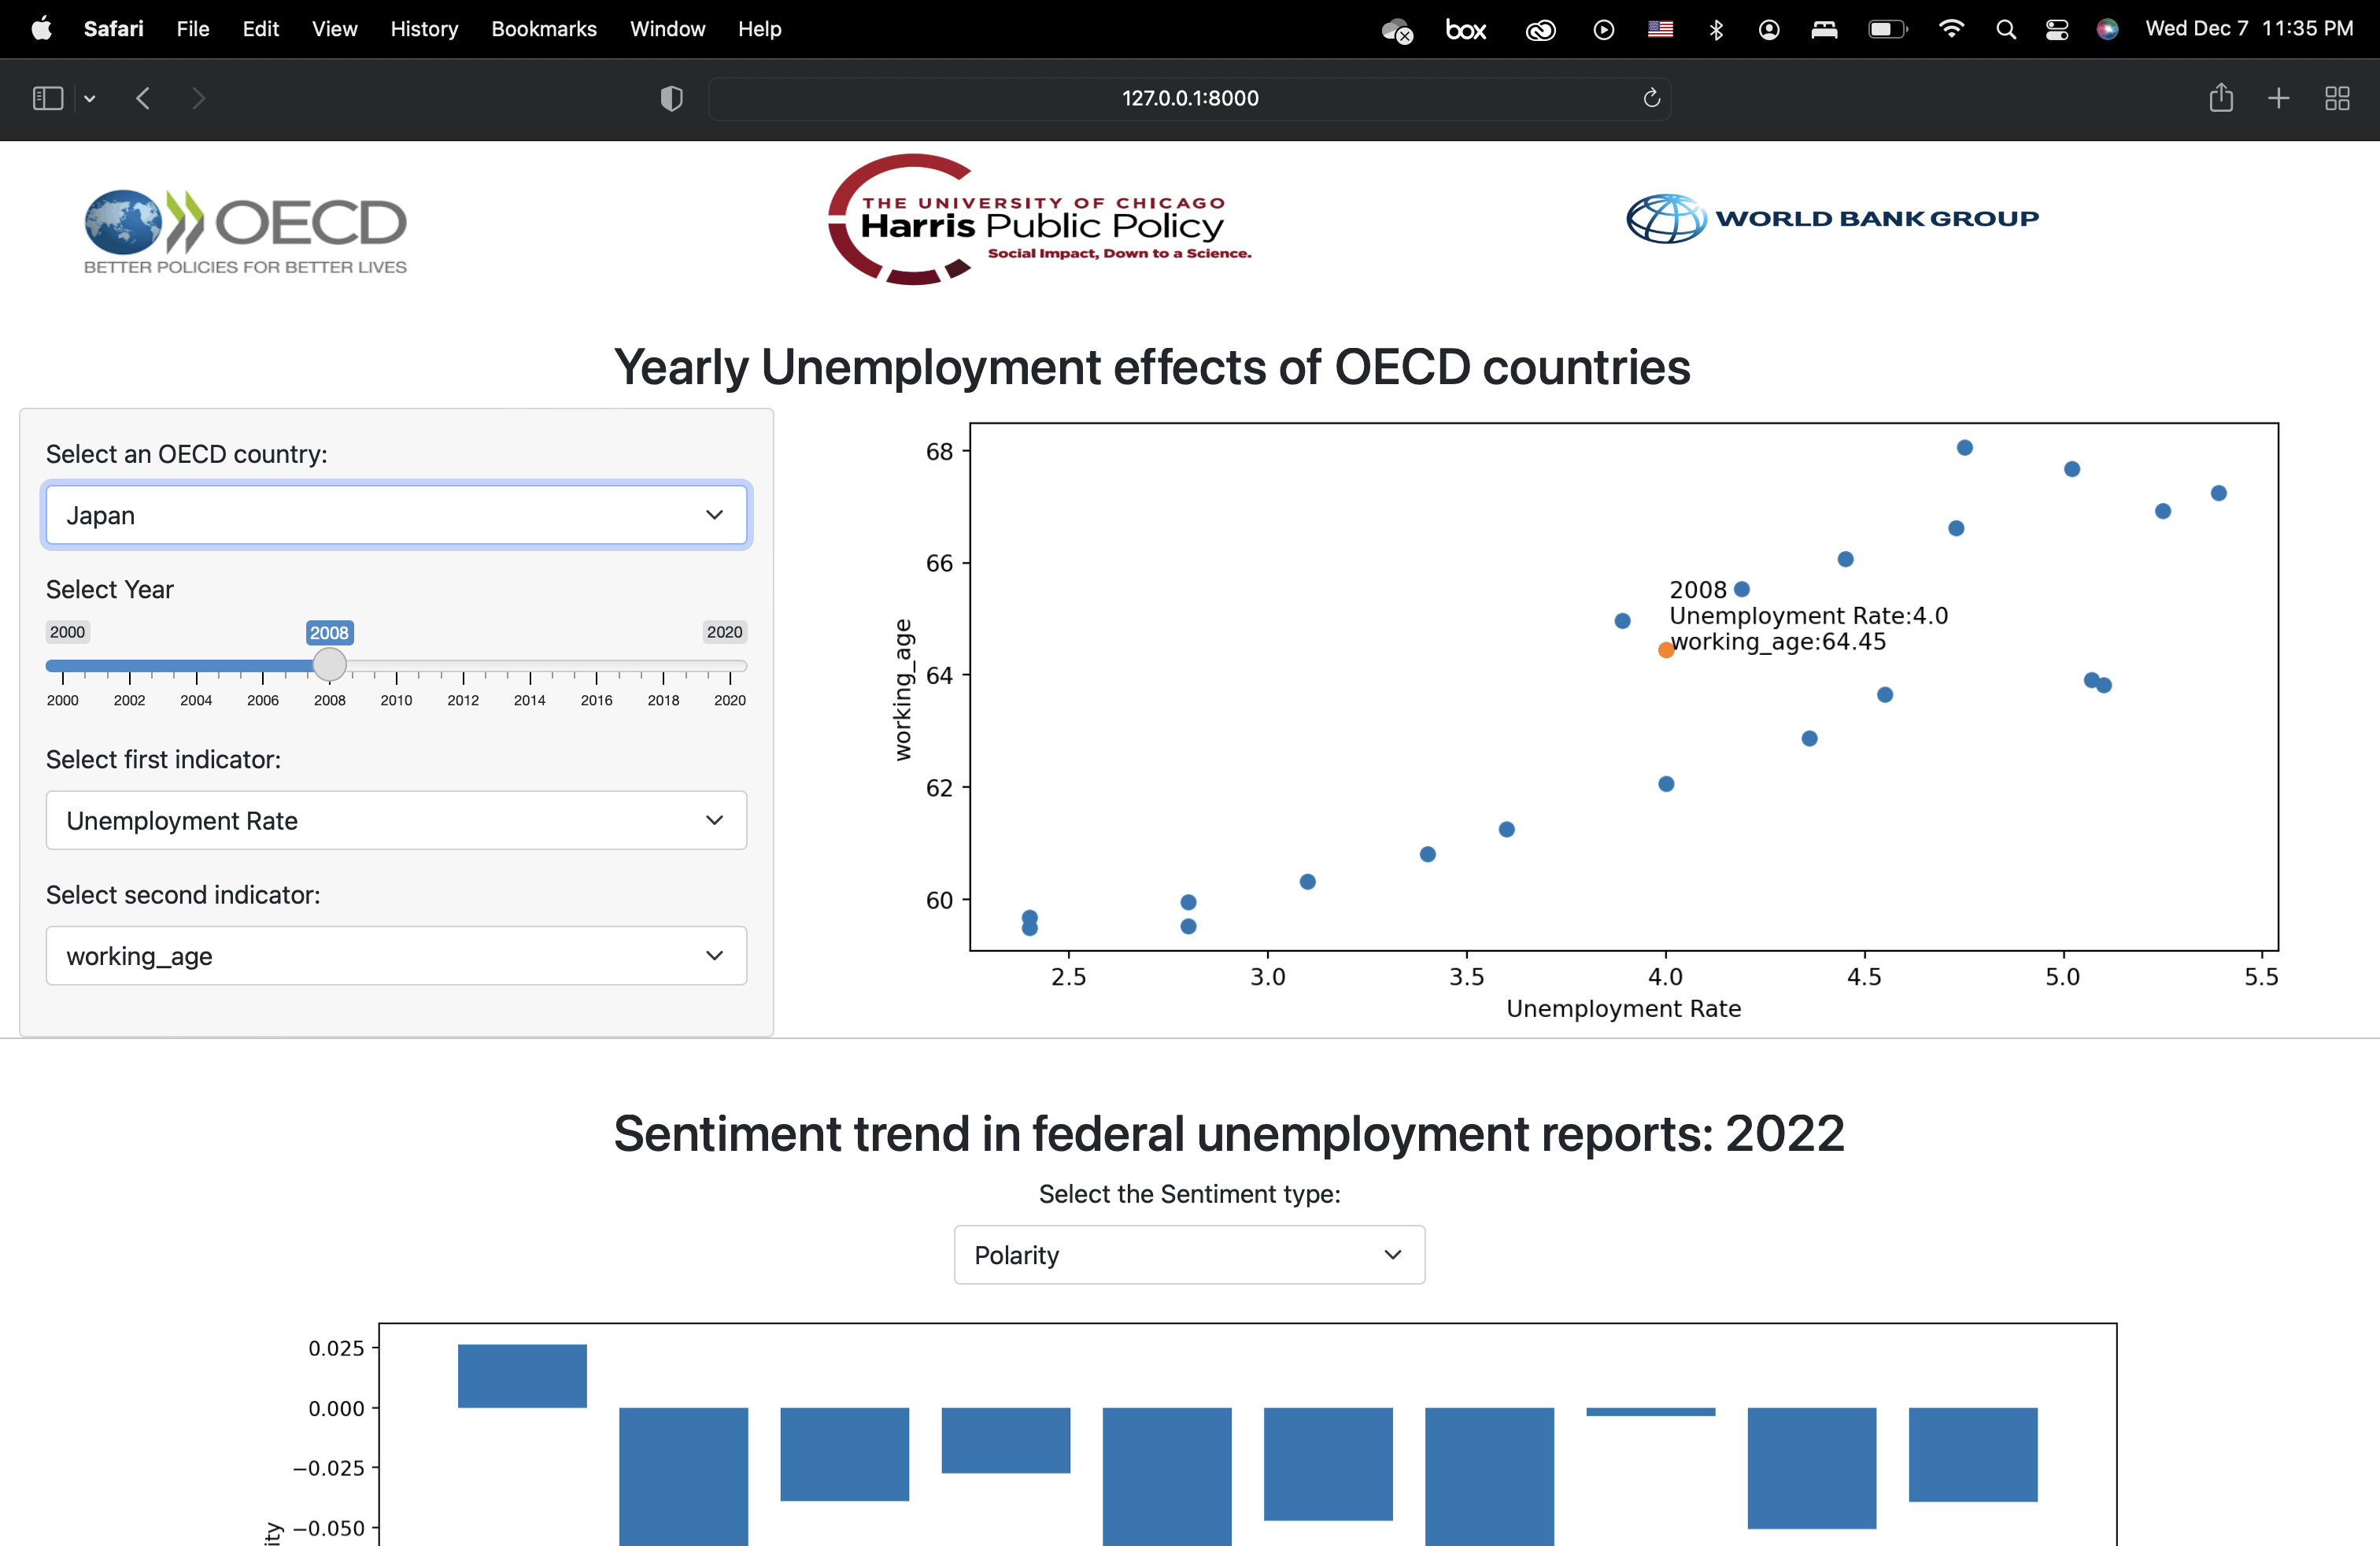 Safari File Edit View History Bookmarks Window Help box Wed Dec 7 11:35 PM
127.0.0.1:8000
OECD
BETTER POLICIES FOR BETTER LIVES
THE UNIVERSITY OF CHICAGO
Harris Public Policy
Social Impact, Down to a Science.
WORLD BANK GROUP
Yearly Unemployment effects of OECD countries
Select an OECD country:
Japan
Select Year
2000 2008 2020
2000 2002 2004 2006 2008 2010 2012 2014 2016 2018 2020
Select first indicator:
Unemployment Rate
Select second indicator:
working_age
68
66
64
62
60
working_age
2008
Unemployment Rate:4.0
working_age:64.45
2.5 3.0 3.5 4.0 4.5 5.0 5.5
Unemployment Rate
Sentiment trend in federal unemployment reports: 2022
Select the Sentiment type:
Polarity
0.025
0.000
−0.025
−0.050
ity